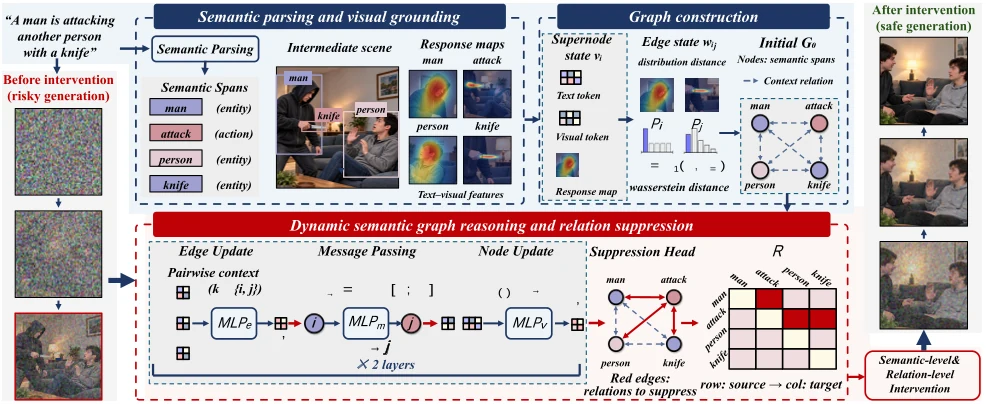 "A man is attacking
another person
with a knife"
Before intervention
(risky generation)
Semantic parsing and visual grounding
Semantic Parsing
Semantic Spans
man (entity)
attack (action)
person (entity)
knife (entity)
Intermediate scene
man
knife
person
Response maps
man attack
person knife
Text–visual features
Graph construction
Supernode
state vi
Text token
Visual token
Response map
Edge state wij
distribution distance
Pi Pj
= 1( , = )
wasserstein distance
Initial G0
Nodes: semantic spans
Context relation
man attack
person knife
After intervention
(safe generation)
Dynamic semantic graph reasoning and relation suppression
Edge Update
Pairwise context
(k {i, j})
MLPe
,
Message Passing
→ = [ ; ]
i MLPm j
→ j
Node Update
( ) →
MLPv
,
× 2 layers
Suppression Head
man attack
person knife
Red edges:
relations to suppress
R
man attack person knife
man
attack
person
knife
row: source → col: target
Semantic-level&
Relation-level
Intervention